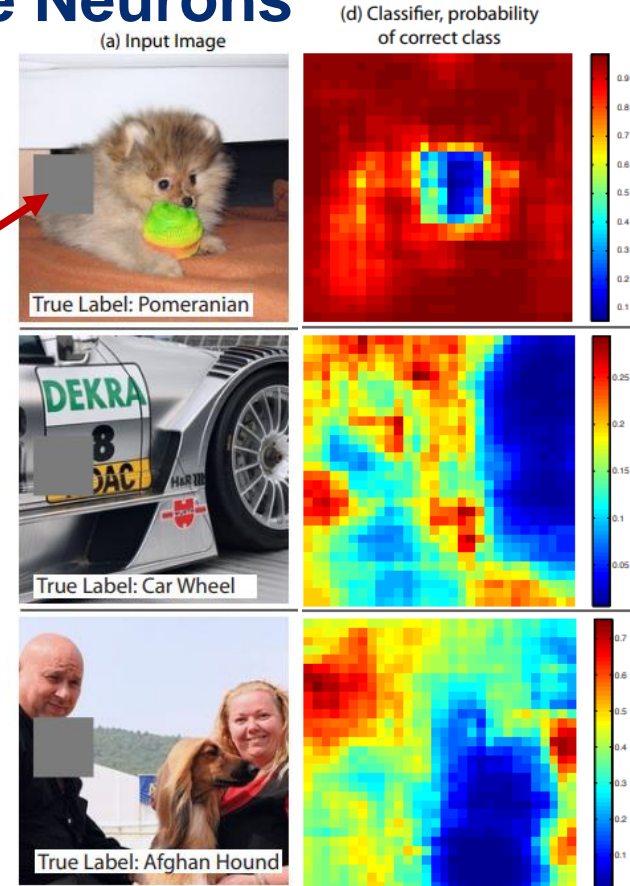 e Neurons
(a) Input Image
(d) Classifier, probability
of correct class
0.9
0.8
0.7
0.6
0.5
0.4
0.3
0.2
0.1
True Label: Pomeranian
DEKRA
8
DAC
H&R
True Label: Car Wheel
0.25
0.2
0.15
0.1
0.05
True Label: Afghan Hound
0.7
0.6
0.5
0.4
0.3
0.2
0.1